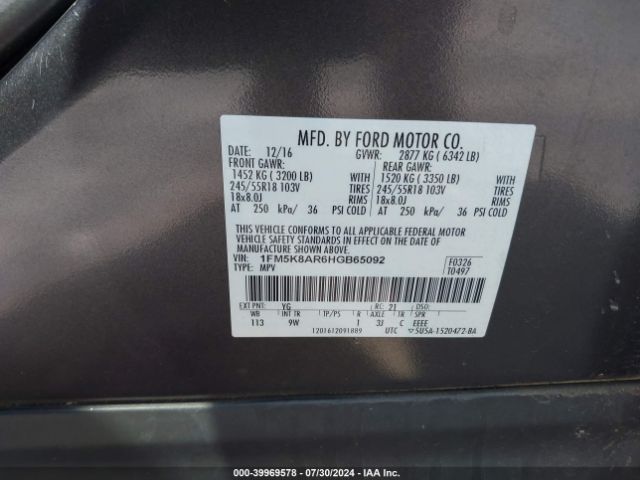 MFD. BY FORD MOTOR CO.
DATE: 12/16 GVWR: 2877 KG ( 6342 LB)
FRONT GAWR: REAR GAWR:
1452 KG ( 3200 LB) WITH 1520 KG ( 3350 LB) WITH
245/55R18 103V TIRES 245/55R18 103V TIRES
18x8.0J RIMS 18x8.0J RIMS
AT 250 kPa/ 36 PSI COLD AT 250 kPa/ 36 PSI COLD
THIS VEHICLE CONFORMS TO ALL APPLICABLE FEDERAL MOTOR
VEHICLE SAFETY STANDARDS IN EFFECT ON THE DATE OF
MANUFACTURE SHOWN ABOVE.
VIN: 1FM5K8AR6HGB65092 F0326
TYPE: MPV T0497
EXT PNT: YG RC: 21 DSO:
WB INT TR TP/PS R AXLE TR SPR
113 9W 1 3J C EEEE
1201612091889 UTC 5U5A-1520472-BA
000-39969578 - 07/30/2024 - IAA Inc.